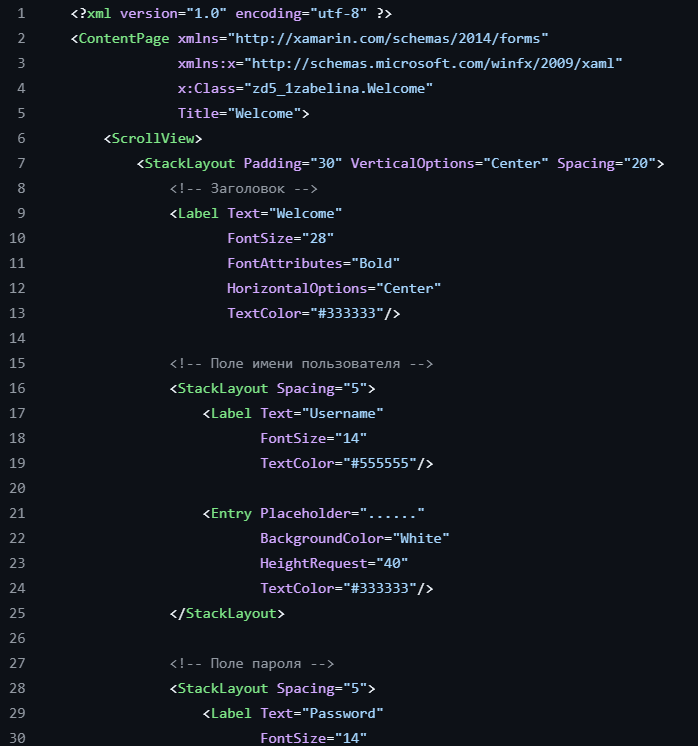 1 <?xml version="1.0" encoding="utf-8" ?>
2 <ContentPage xmlns="http://xamarin.com/schemas/2014/forms"
3 xmlns:x="http://schemas.microsoft.com/winfx/2009/xaml"
4 x:Class="zd5_1zabelina.Welcome"
5 Title="Welcome">
6 <ScrollView>
7 <StackLayout Padding="30" VerticalOptions="Center" Spacing="20">
8 <!-- Заголовок -->
9 <Label Text="Welcome"
10 FontSize="28"
11 FontAttributes="Bold"
12 HorizontalOptions="Center"
13 TextColor="#333333"/>
14
15 <!-- Поле имени пользователя -->
16 <StackLayout Spacing="5">
17 <Label Text="Username"
18 FontSize="14"
19 TextColor="#555555"/>
20
21 <Entry Placeholder="......"
22 BackgroundColor="White"
23 HeightRequest="40"
24 TextColor="#333333"/>
25 </StackLayout>
26
27 <!-- Поле пароля -->
28 <StackLayout Spacing="5">
29 <Label Text="Password"
30 FontSize="14"